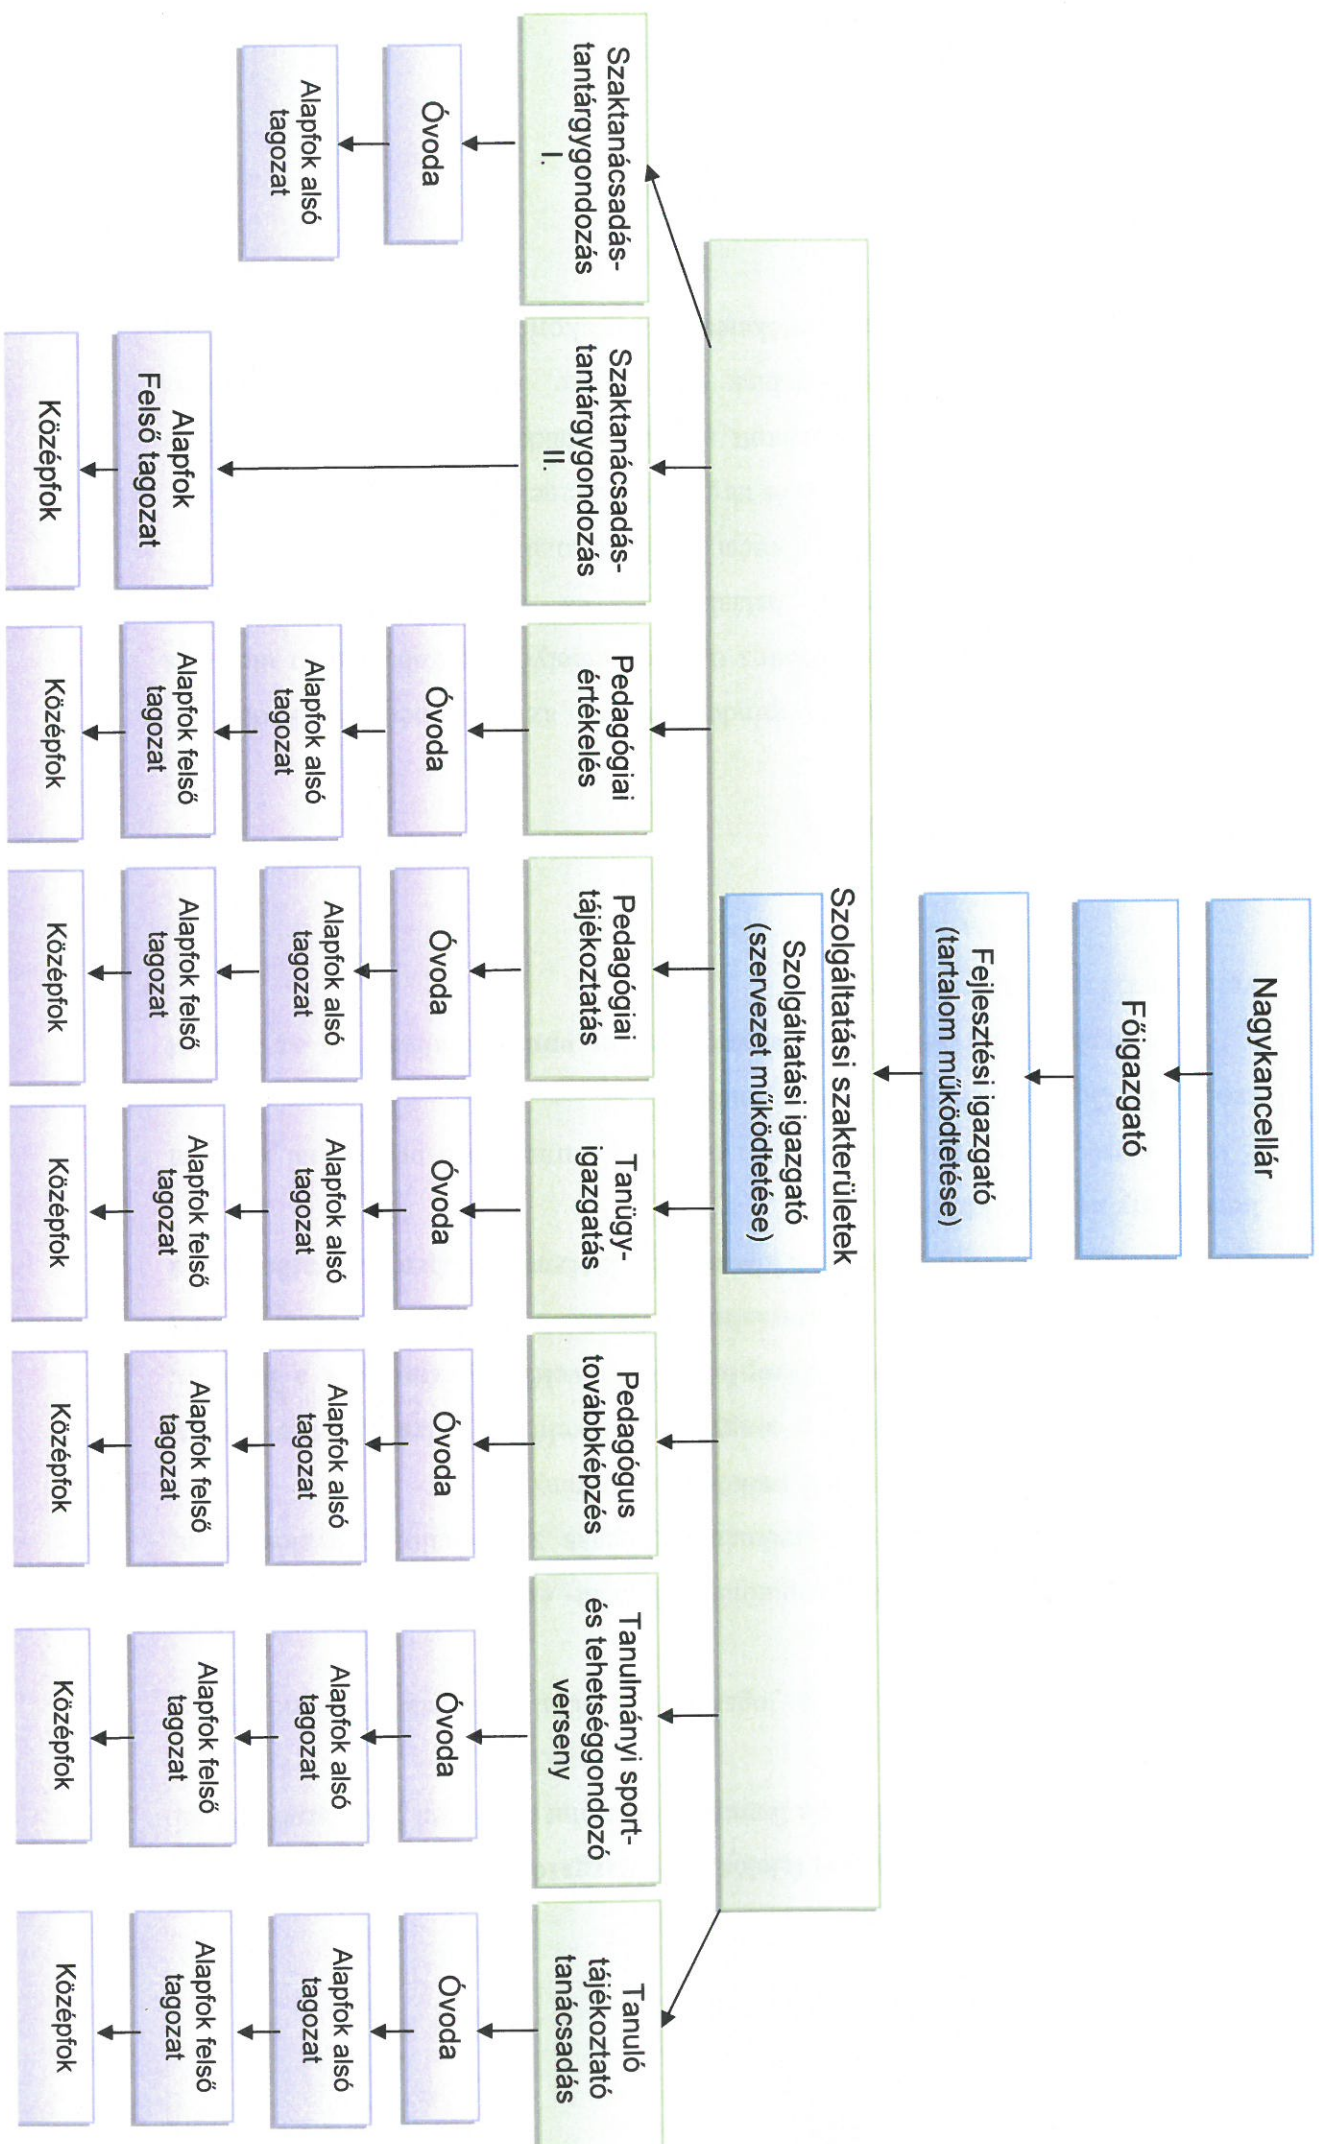 Nagykancellár
Főigazgató
Fejlesztési igazgató
(tartalom működtetése)
Szolgáltatási szakterületek
Szolgáltatási igazgató
(szervezet működtetése)
Szaktanácsadás-
tantárgygondozás
I.
Óvoda
Alapfok alsó
tagozat
Szaktanácsadás-
tantárgygondozás
II.
Alapfok
Felső tagozat
Középfok
Pedagógiai
értékelés
Óvoda
Alapfok alsó
tagozat
Alapfok felső
tagozat
Középfok
Pedagógiai
tájékoztatás
Óvoda
Alapfok alsó
tagozat
Alapfok felső
tagozat
Középfok
Tanügy-
igazgatás
Óvoda
Alapfok alsó
tagozat
Alapfok felső
tagozat
Középfok
Pedagógus
továbbképzés
Óvoda
Alapfok alsó
tagozat
Alapfok felső
tagozat
Középfok
Tanulmányi sport-
és tehetséggondozó
verseny
Óvoda
Alapfok alsó
tagozat
Alapfok felső
tagozat
Középfok
Tanuló
tájékoztató
tanácsadás
Óvoda
Alapfok alsó
tagozat
Alapfok felső
tagozat
Középfok